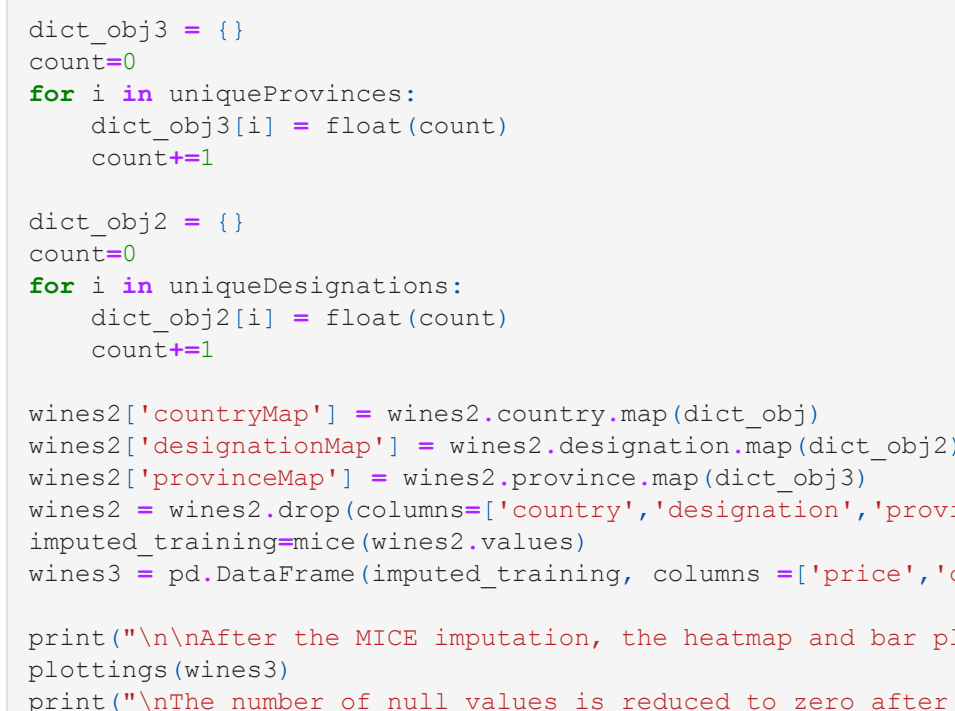 dict_obj3 = {}
count=0
for i in uniqueProvinces:
    dict_obj3[i] = float(count)
    count+=1

dict_obj2 = {}
count=0
for i in uniqueDesignations:
    dict_obj2[i] = float(count)
    count+=1

wines2['countryMap'] = wines2.country.map(dict_obj)
wines2['designationMap'] = wines2.designation.map(dict_obj2)
wines2['provinceMap'] = wines2.province.map(dict_obj3)
wines2 = wines2.drop(columns=['country','designation','provi
imputed_training=mice(wines2.values)
wines3 = pd.DataFrame(imputed_training, columns =['price','c

print("\n\nAfter the MICE imputation, the heatmap and bar pl
plottings(wines3)
print("\nThe number of null values is reduced to zero after